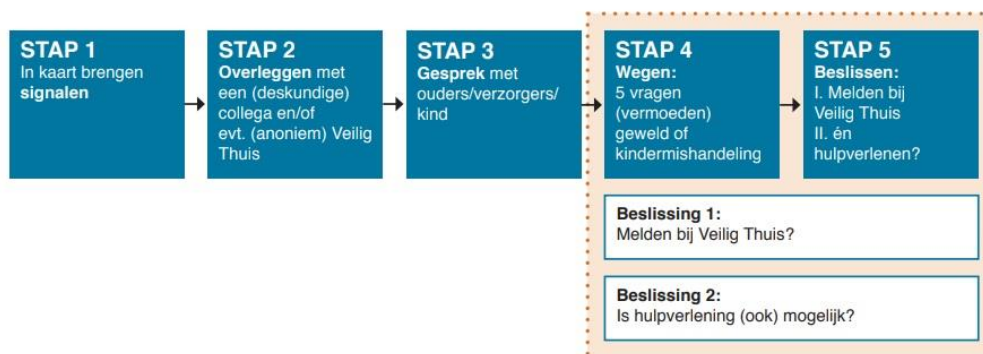 STAP 1
In kaart brengen
signalen
STAP 2
Overleggen met
een (deskundige)
collega en/of
evt. (anoniem) Veilig
Thuis
STAP 3
Gesprek met
ouders/verzorgers/
kind
STAP 4
Wegen:
5 vragen
(vermoeden)
geweld of
kindermishandeling
STAP 5
Beslissen:
I. Melden bij
Veilig Thuis
II. én
hulpverlenen?
Beslissing 1:
Melden bij Veilig Thuis?
Beslissing 2:
Is hulpverlening (ook) mogelijk?